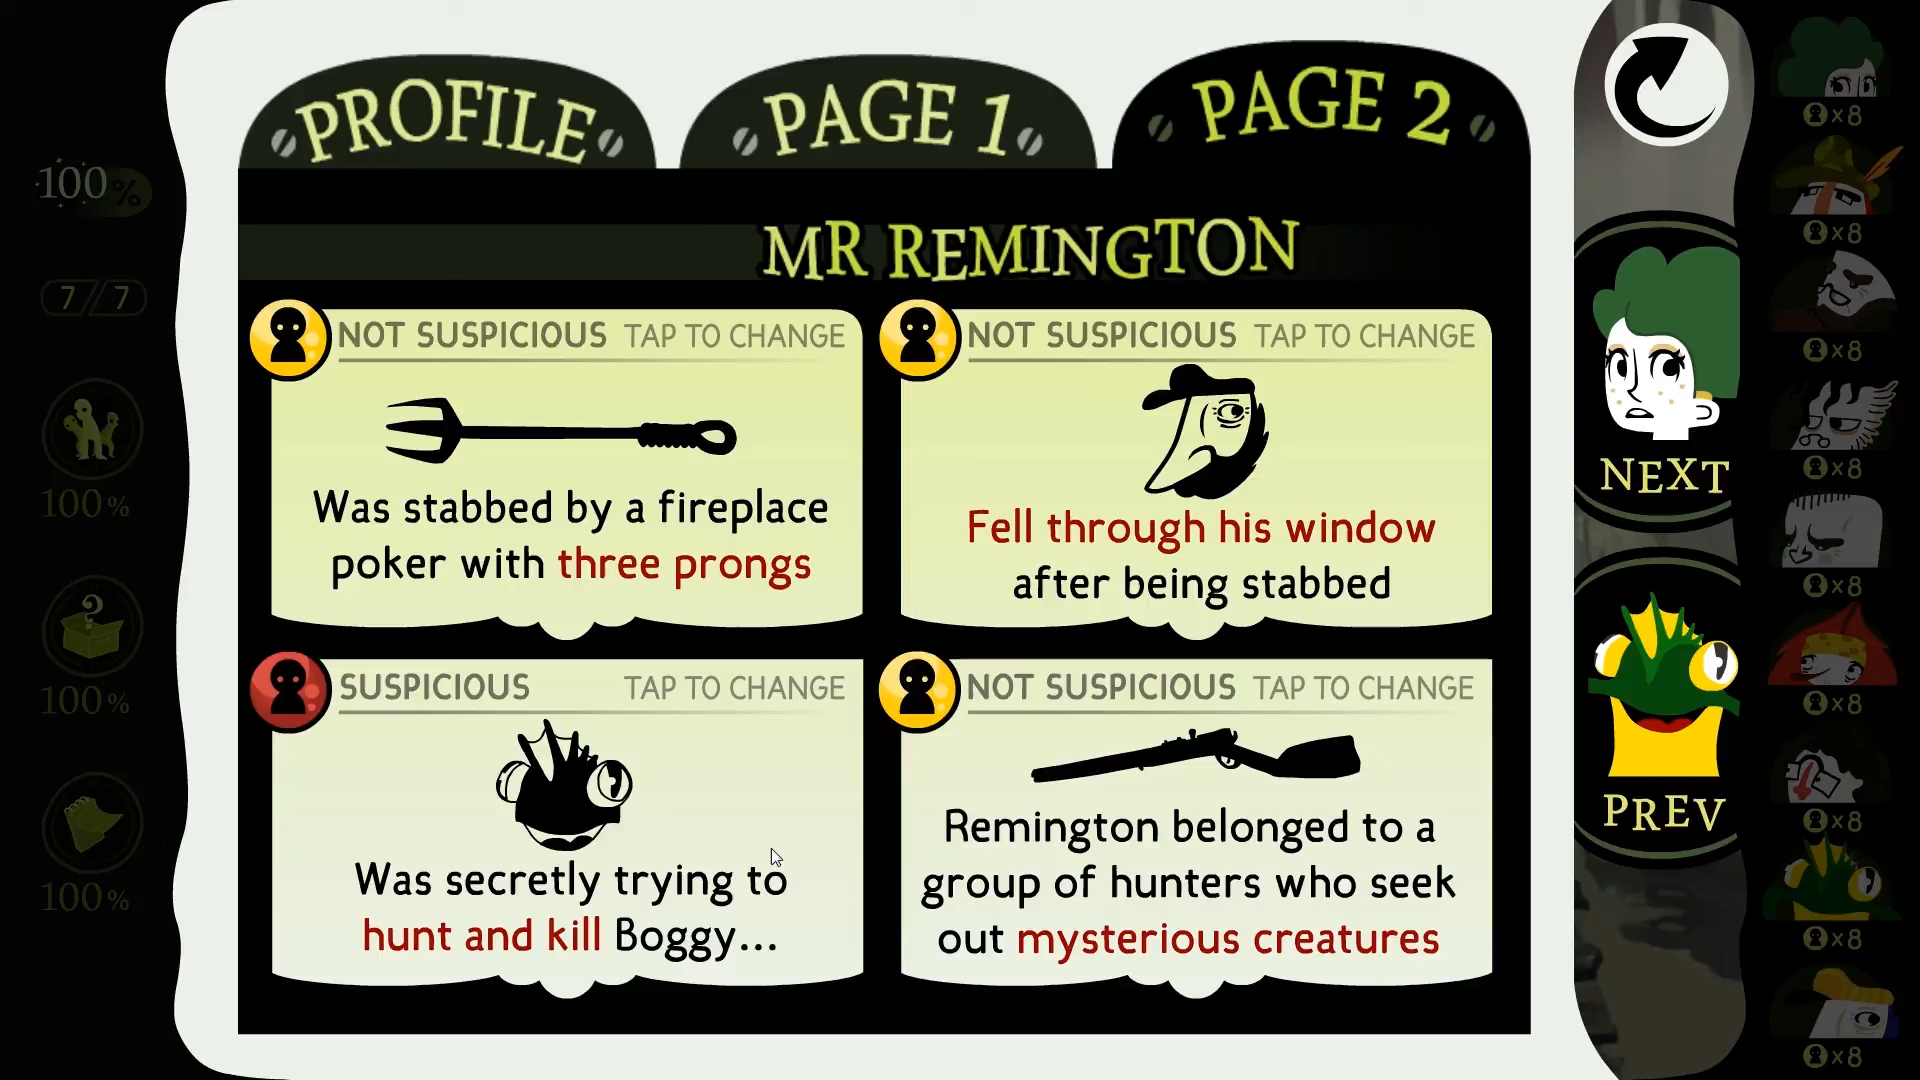 PROFILE
PAGE 1
PAGE 2
MR REMINGTON
NOT SUSPICIOUS TAP TO CHANGE
Was stabbed by a fireplace
poker with three prongs
NOT SUSPICIOUS TAP TO CHANGE
Fell through his window
after being stabbed
SUSPICIOUS TAP TO CHANGE
Was secretly trying to
hunt and kill Boggy...
NOT SUSPICIOUS TAP TO CHANGE
Remington belonged to a
group of hunters who seek
out mysterious creatures
100%
7/7
100%
?
100%
100%
NEXT
PREV
x8
x8
x8
x8
x8
x8
x8
x8
x8